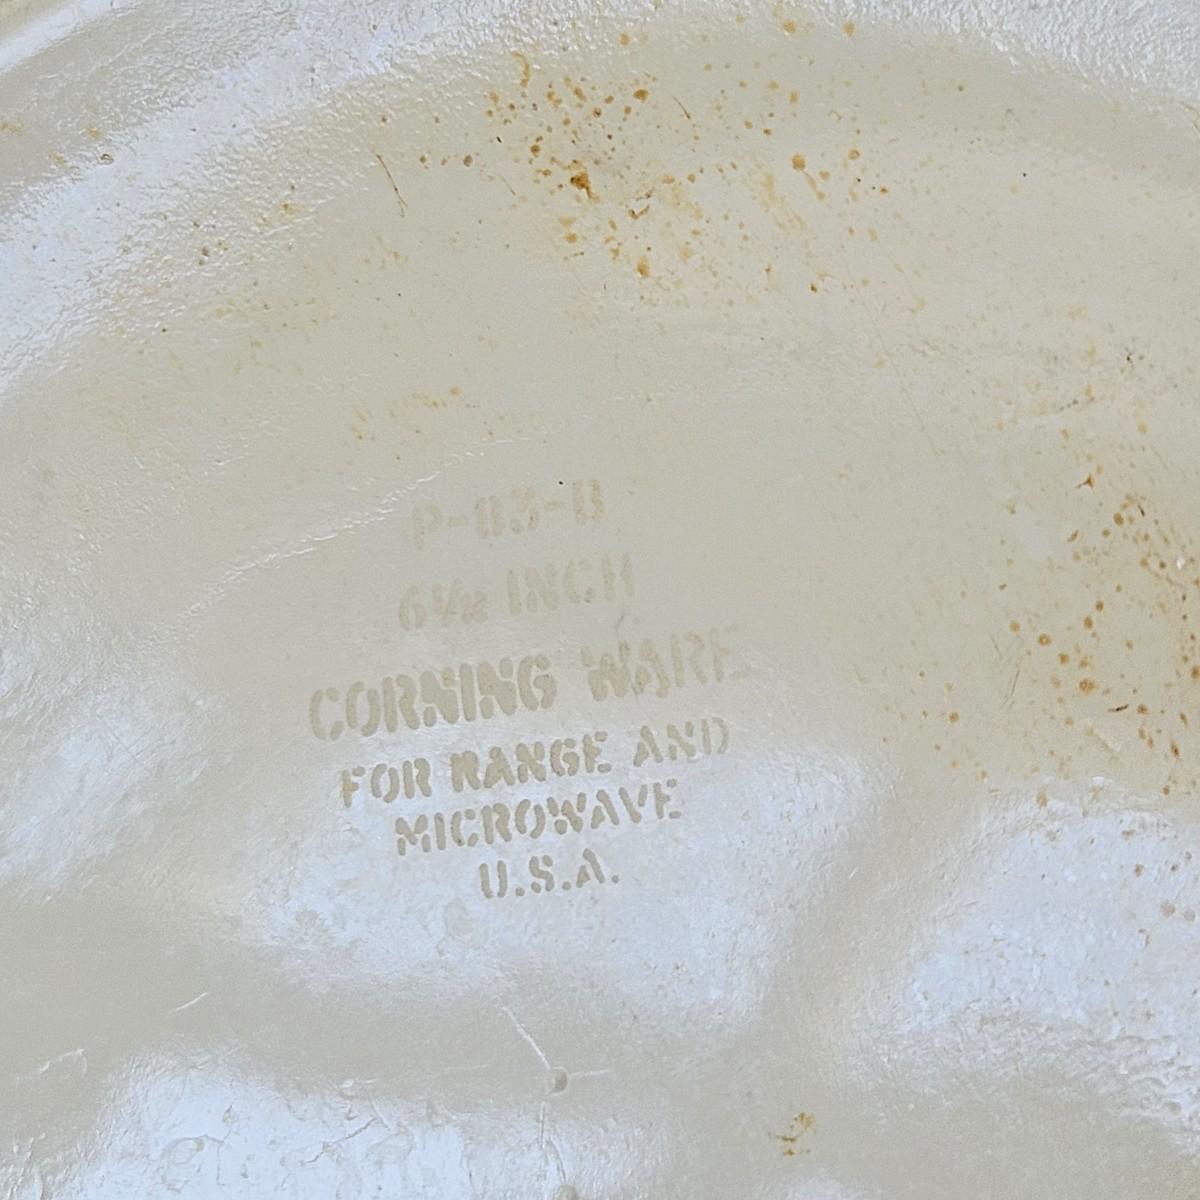 P-83-B
6½ INCH
CORNING WARE
FOR RANGE AND
MICROWAVE
U.S.A.